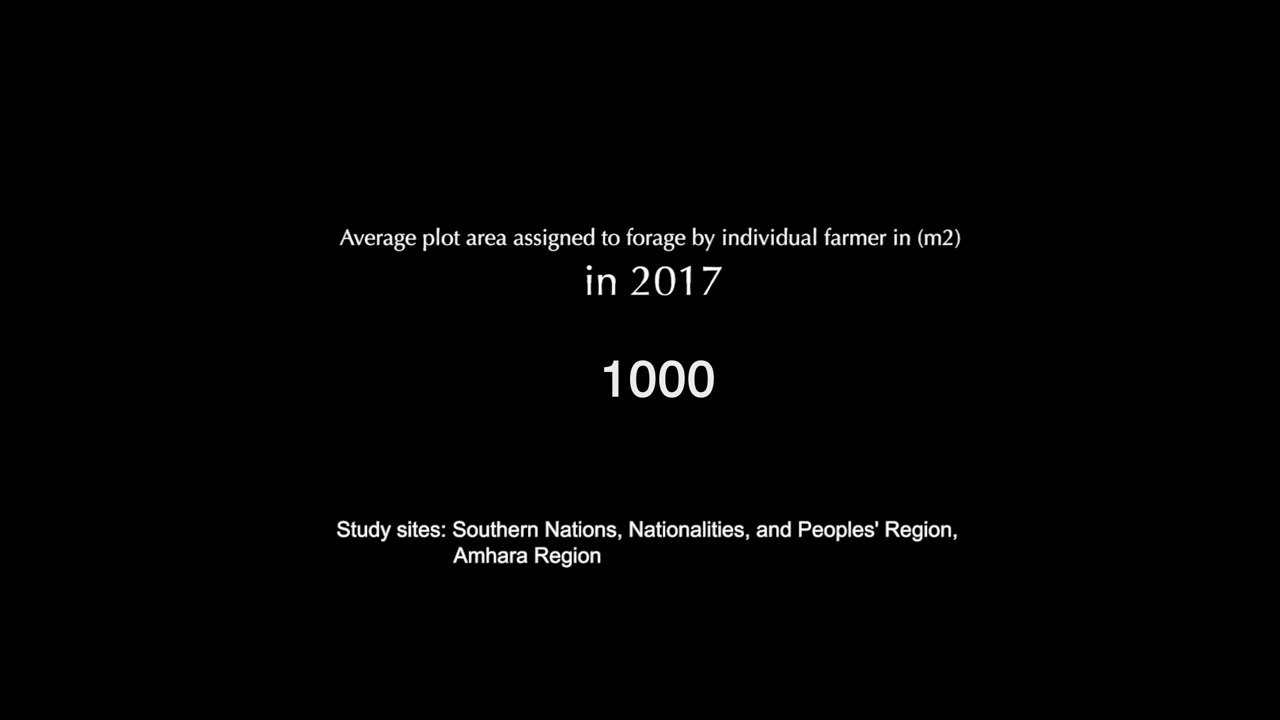 Average plot area assigned to forage by individual farmer in (m2)
in 2017
1000
Study sites: Southern Nations, Nationalities, and Peoples' Region,
Amhara Region